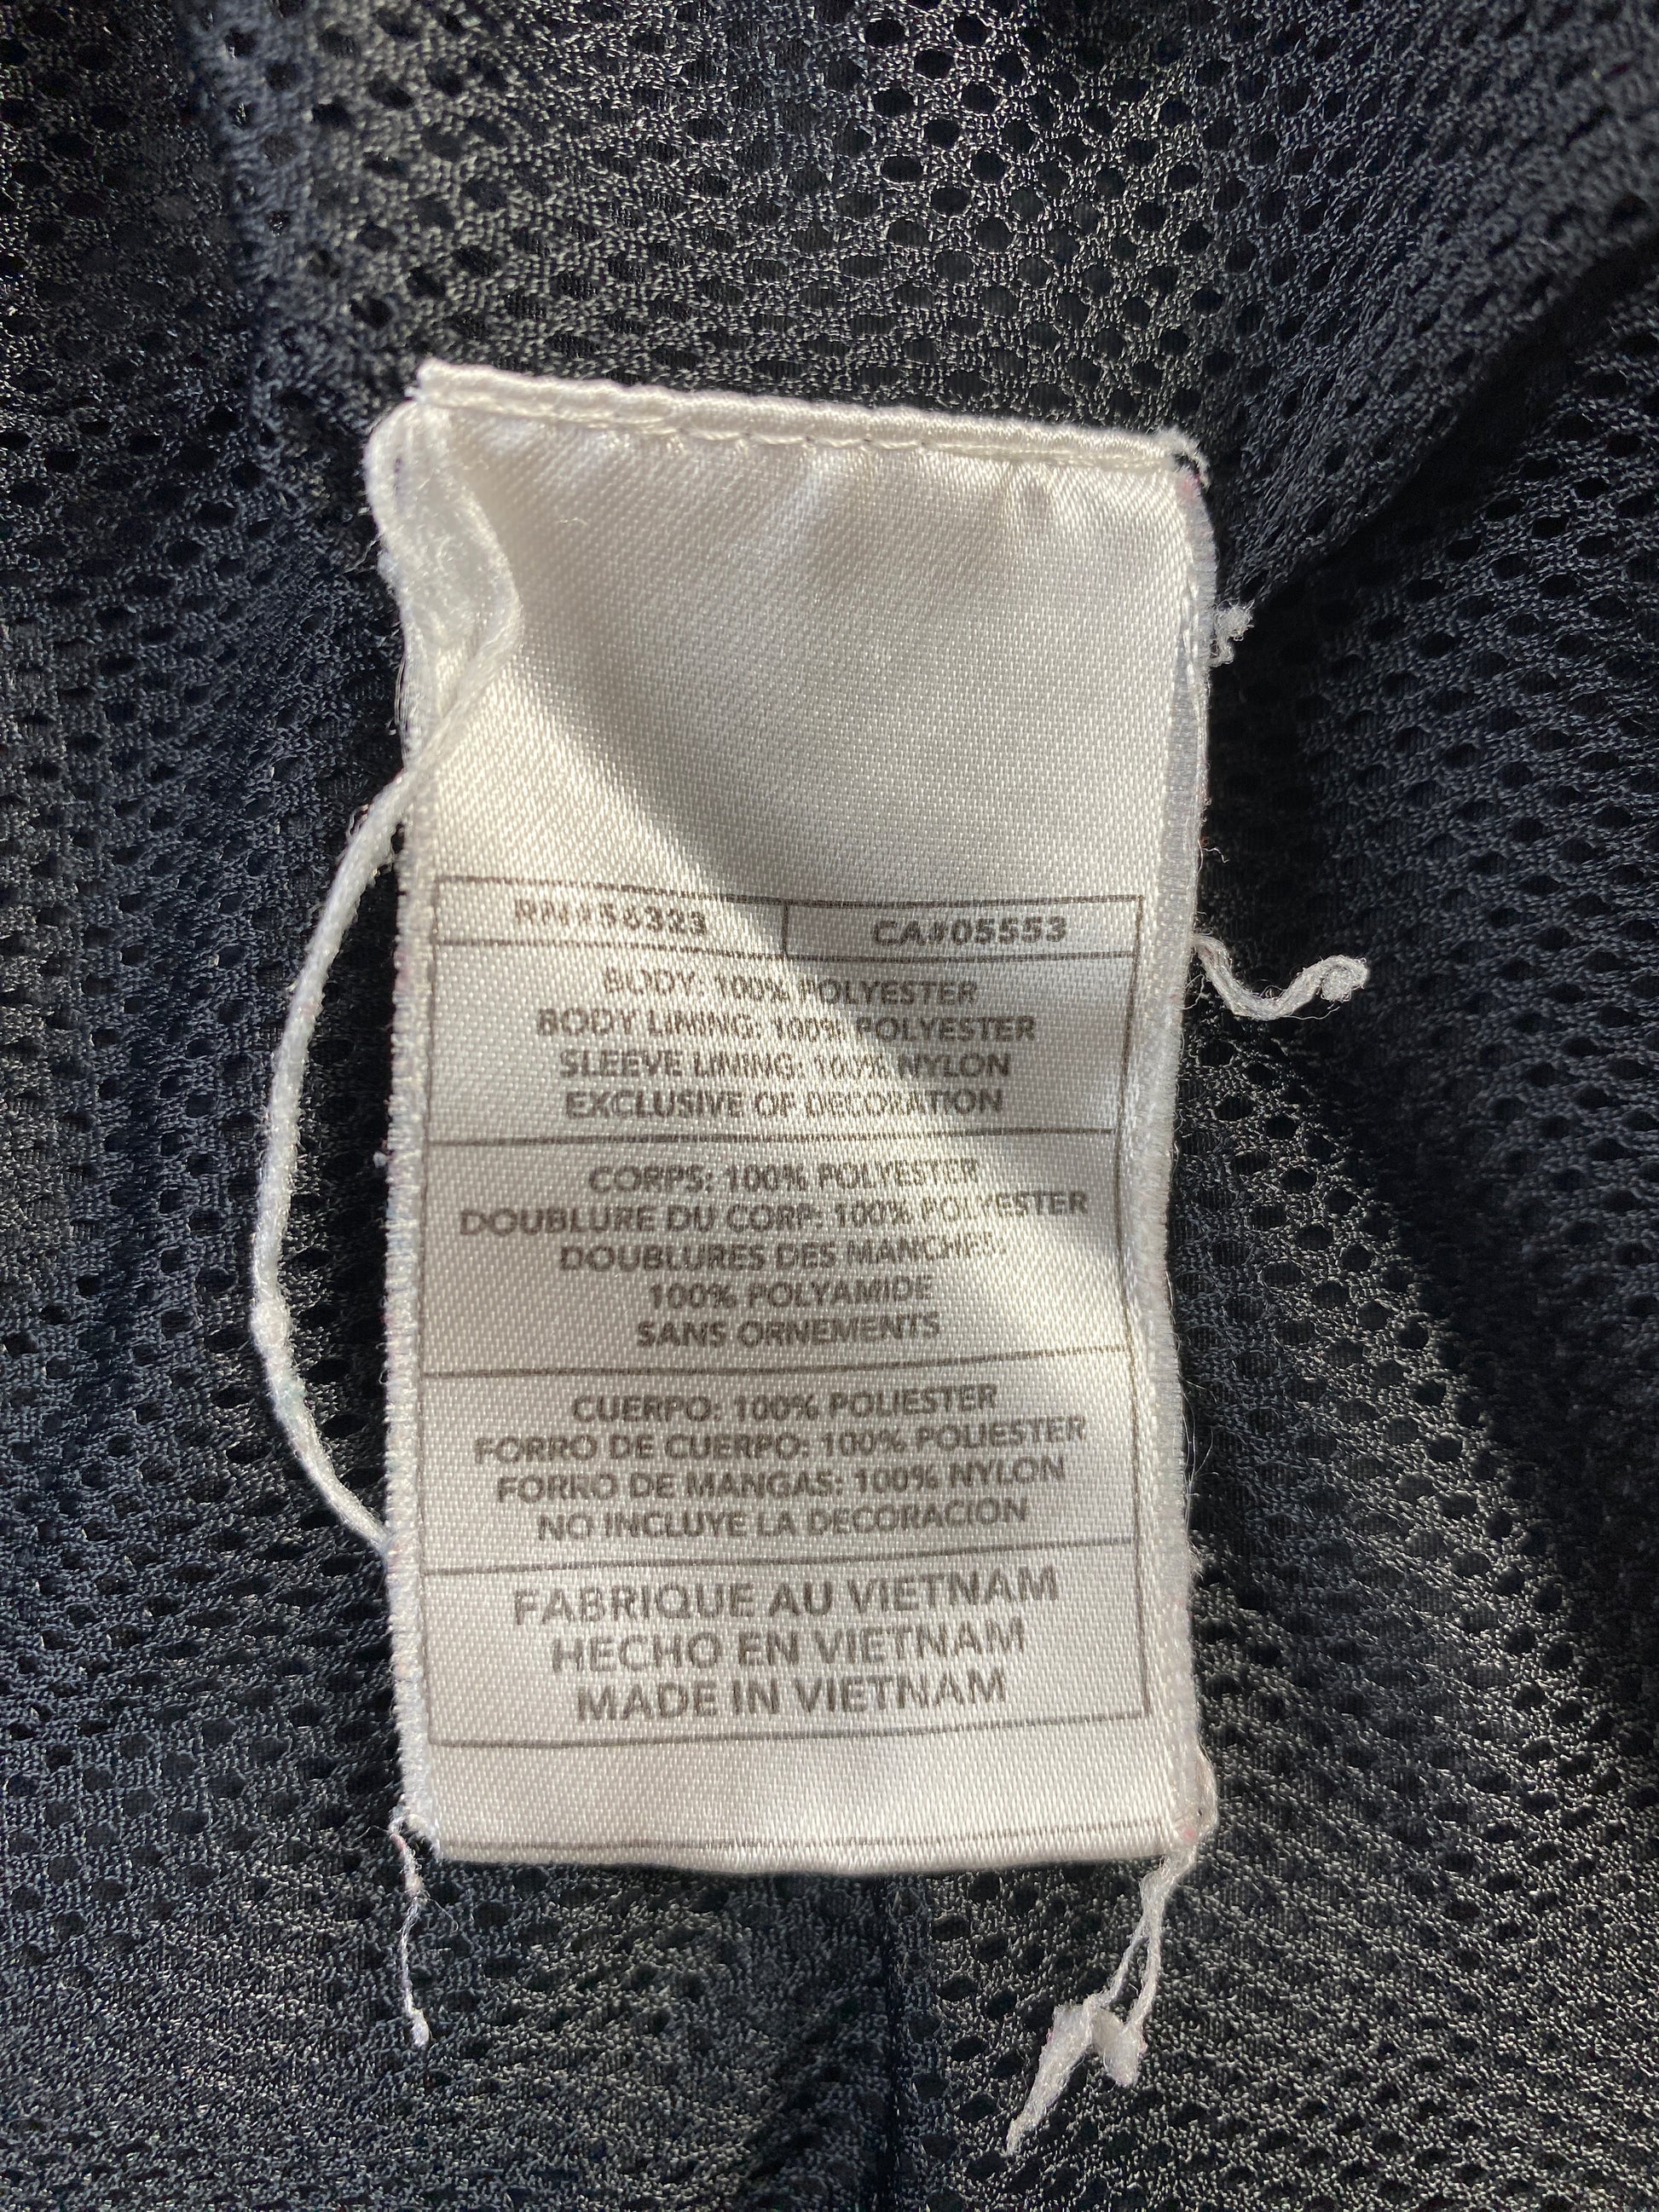 RN#56323 CA#05553
BODY: 100% POLYESTER
BODY LINING: 100% POLYESTER
SLEEVE LINING: 100% NYLON
EXCLUSIVE OF DECORATION
CORPS: 100% POLYESTER
DOUBLURE DU CORP: 100% POLYESTER
DOUBLURES DES MANCHES:
100% POLYAMIDE
SANS ORNEMENTS
CUERPO: 100% POLIESTER
FORRO DE CUERPO: 100% POLIESTER
FORRO DE MANGAS: 100% NYLON
NO INCLUYE LA DECORACION
FABRIQUE AU VIETNAM
HECHO EN VIETNAM
MADE IN VIETNAM